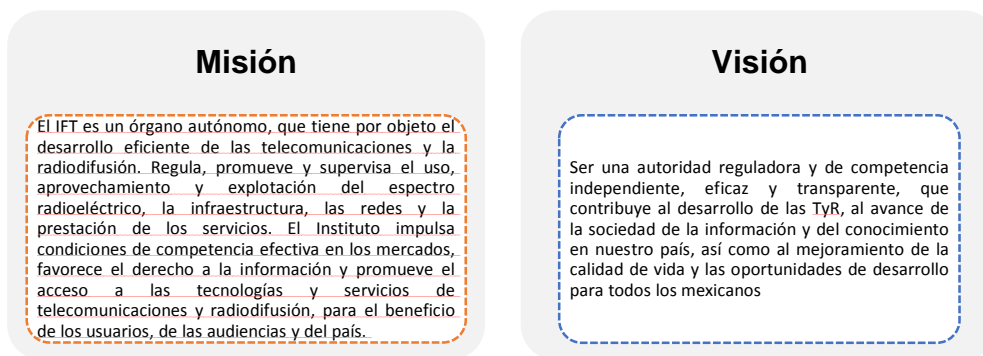 Misión
El IFT es un órgano autónomo, que tiene por objeto el
desarrollo eficiente de las telecomunicaciones y la
radiodifusión. Regula, promueve y supervisa el uso,
aprovechamiento y explotación del espectro
radioeléctrico, la infraestructura, las redes y la
prestación de los servicios. El Instituto impulsa
condiciones de competencia efectiva en los mercados,
favorece el derecho a la información y promueve el
acceso a las tecnologías y servicios de
telecomunicaciones y radiodifusión, para el beneficio
de los usuarios, de las audiencias y del país.
Visión
Ser una autoridad reguladora y de competencia
independiente, eficaz y transparente, que
contribuye al desarrollo de las TyR, al avance de
la sociedad de la información y del conocimiento
en nuestro país, así como al mejoramiento de la
calidad de vida y las oportunidades de desarrollo
para todos los mexicanos